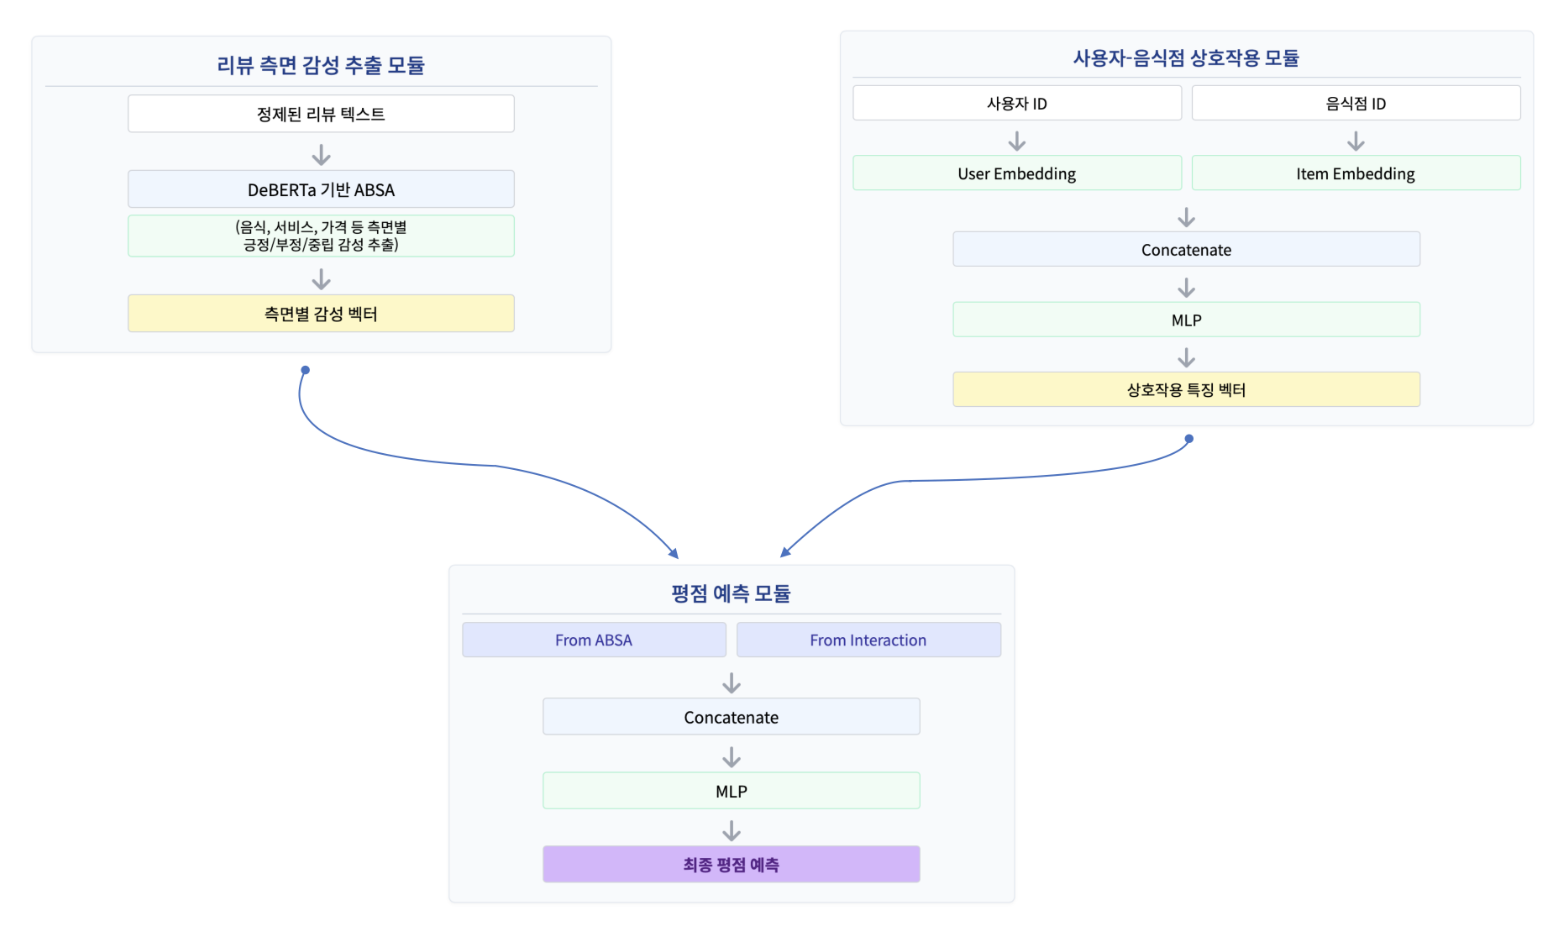 리뷰 측면 감성 추출 모듈
정제된 리뷰 텍스트
DeBERTa 기반 ABSA
(음식, 서비스, 가격 등 측면별
긍정/부정/중립 감성 추출)
측면별 감성 벡터
사용자-음식점 상호작용 모듈
사용자 ID
음식점 ID
User Embedding
Item Embedding
Concatenate
MLP
상호작용 특징 벡터
평점 예측 모듈
From ABSA
From Interaction
Concatenate
MLP
최종 평점 예측